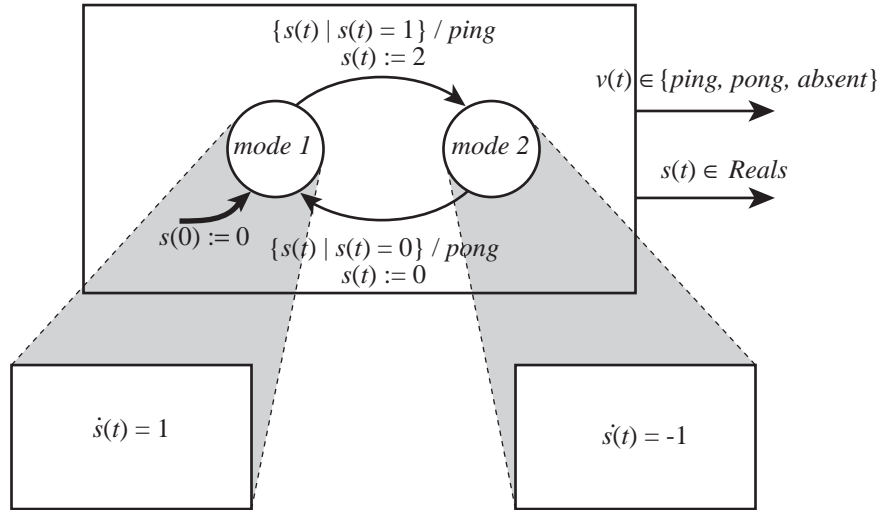 {s(t) | s(t) = 1} / ping
s(t) := 2
v(t) ∈ {ping, pong, absent}
mode 1
mode 2
s(t) ∈ Reals
s(0) := 0
{s(t) | s(t) = 0} / pong
s(t) := 0
ṡ(t) = 1
ṡ(t) = -1